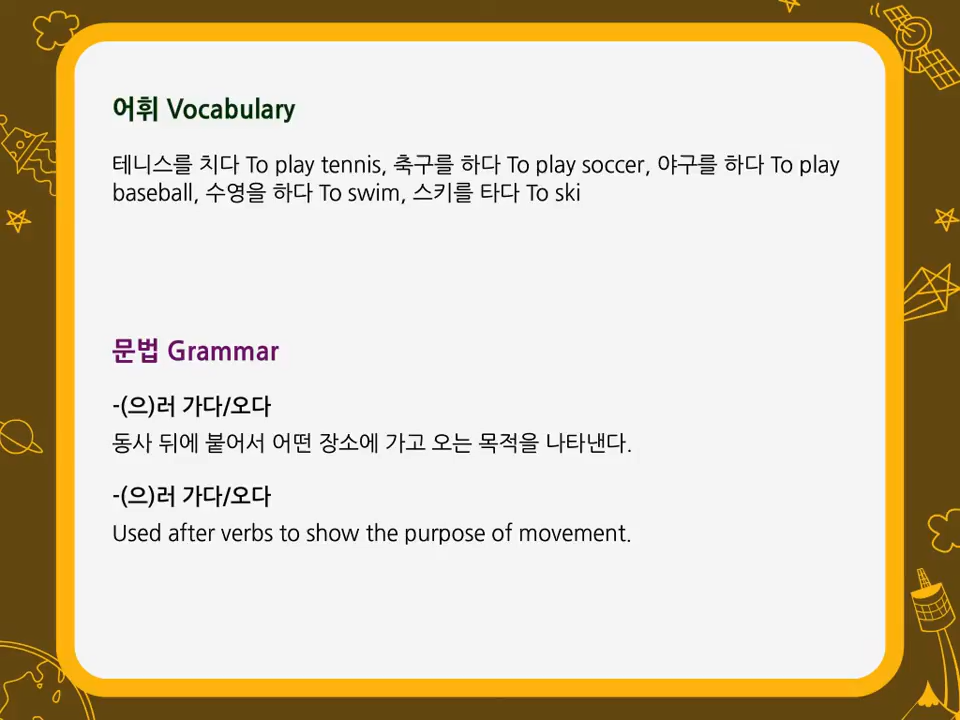 어휘 Vocabulary
테니스를 치다 To play tennis, 축구를 하다 To play soccer, 야구를 하다 To play
baseball, 수영을 하다 To swim, 스키를 타다 To ski
문법 Grammar
-(으)러 가다/오다
동사 뒤에 붙어서 어떤 장소에 가고 오는 목적을 나타낸다.
-(으)러 가다/오다
Used after verbs to show the purpose of movement.